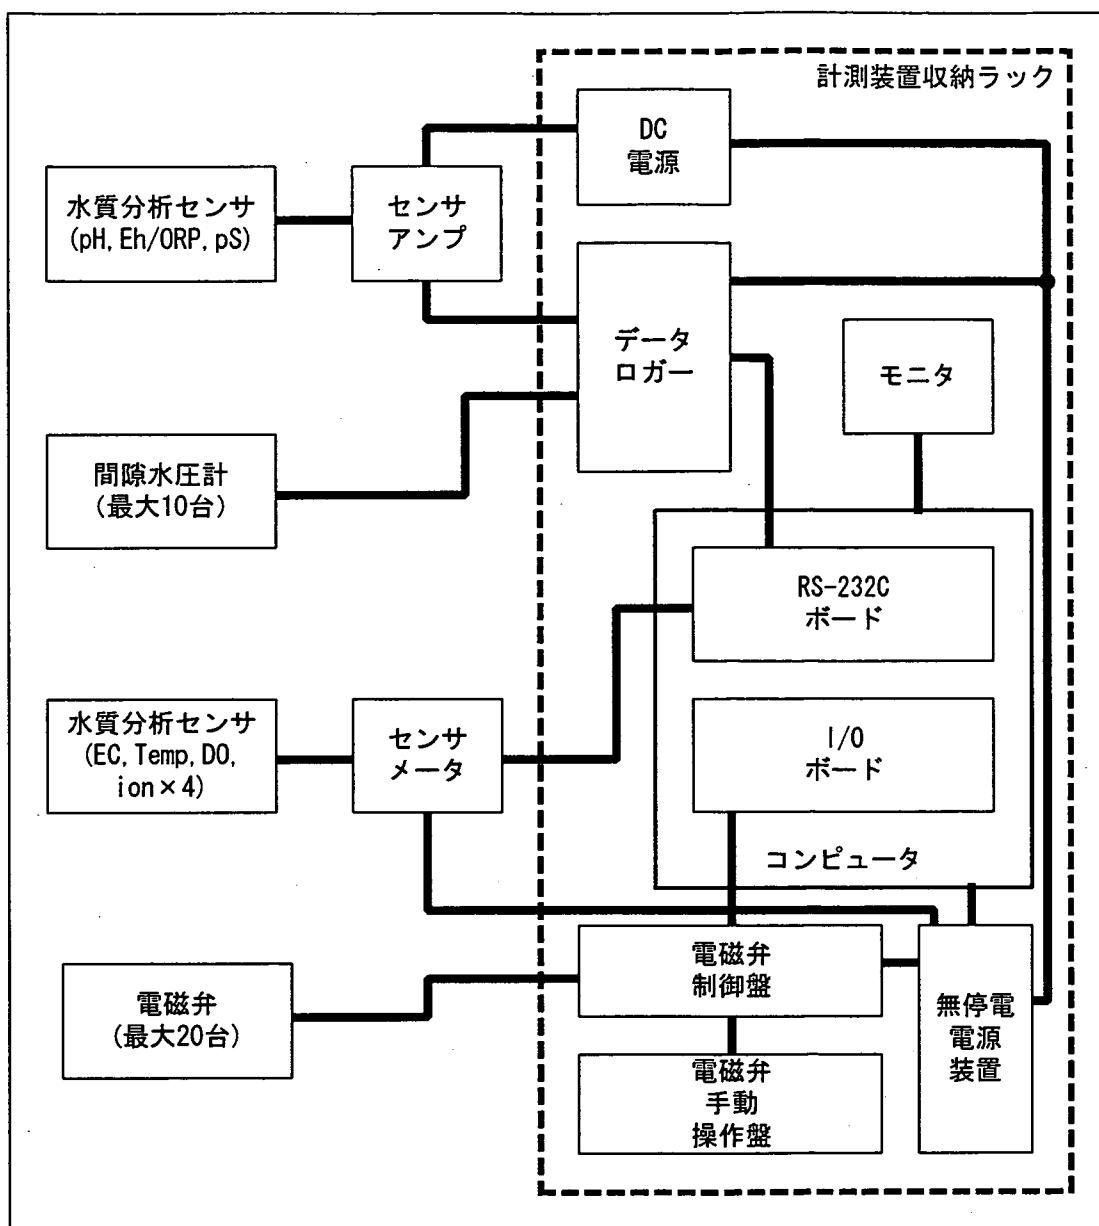 計測装置収納ラック
DC
電源
水質分析センサ
(pH, Eh/ORP, pS)
センサ
アンプ
データ
ロガー
モニタ
間隙水圧計
(最大10台)
RS-232C
ボード
水質分析センサ
(EC, Temp, DO,
ion×4)
センサ
メータ
I/O
ボード
コンピュータ
電磁弁
(最大20台)
電磁弁
制御盤
無停電
電源
装置
電磁弁
手動
操作盤